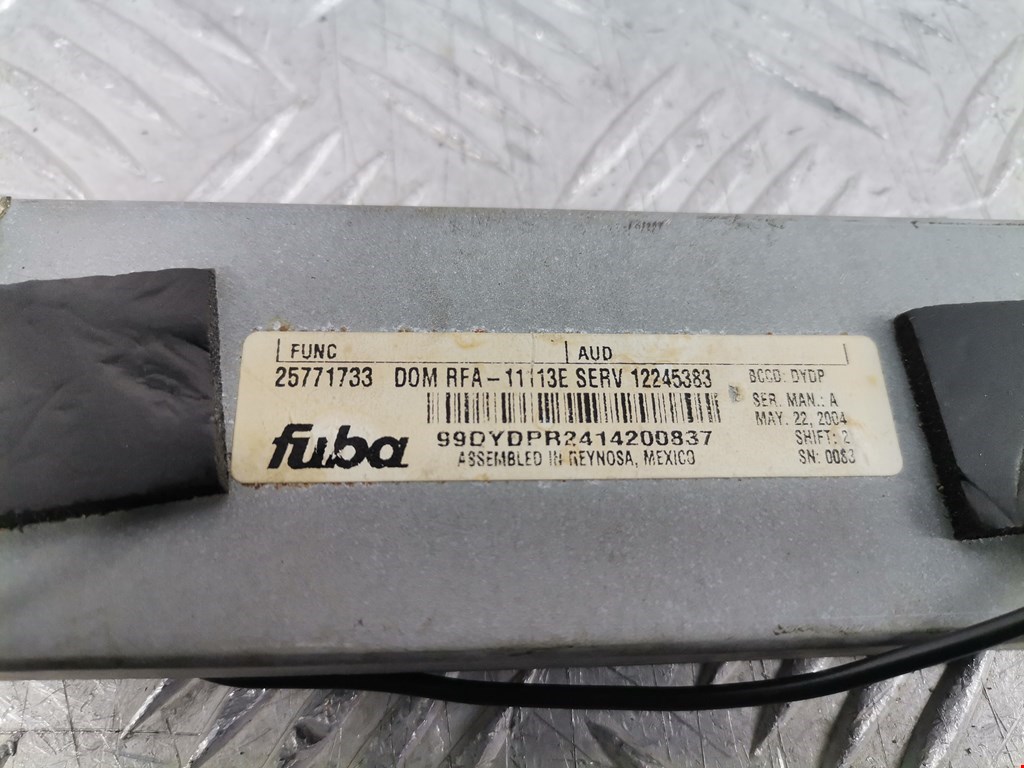 FUNC AUD
25771733 DOM RFA-11113E SERV 12245383
BCCD: DYDP
SER. MAN.: A
MAY. 22, 2004
fuba
99DYDPR2414200837
SHIFT: 2
ASSEMBLED IN REYNOSA, MEXICO
SN: 0083